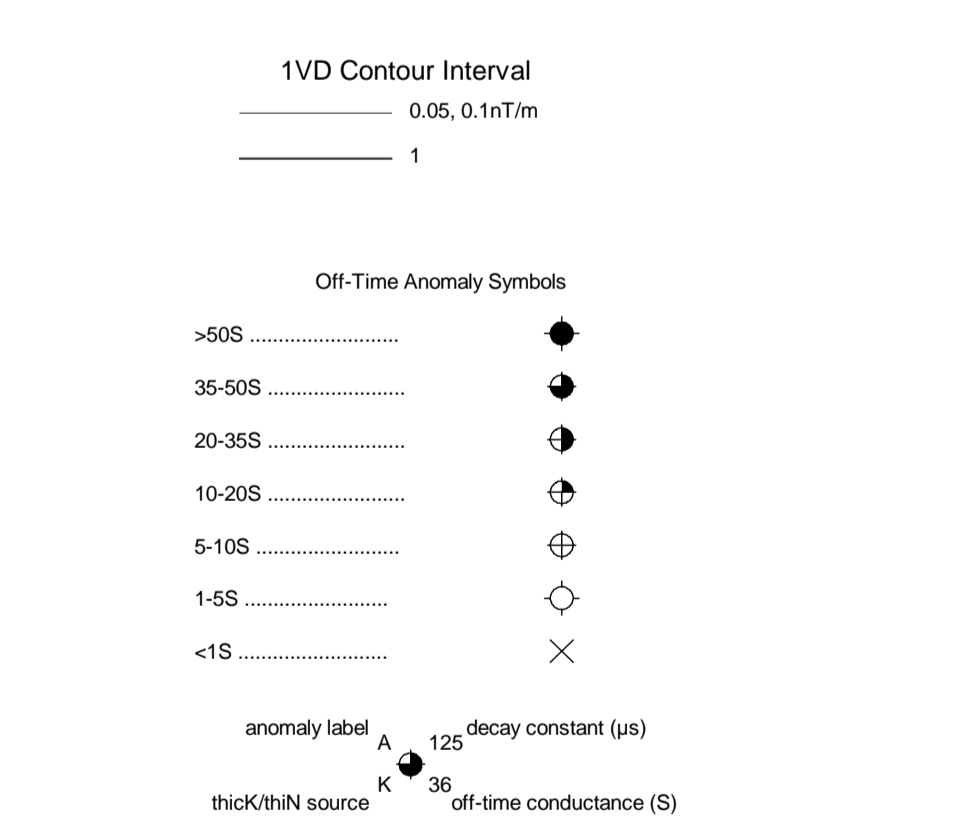 1VD Contour Interval
0.05, 0.1nT/m
1
Off-Time Anomaly Symbols
>50S ..........................
35-50S ........................
20-35S ........................
10-20S ........................
5-10S .........................
1-5S .........................
<1S ..........................
anomaly label A 125 decay constant (µs)
K 36
thicK/thiN source off-time conductance (S)